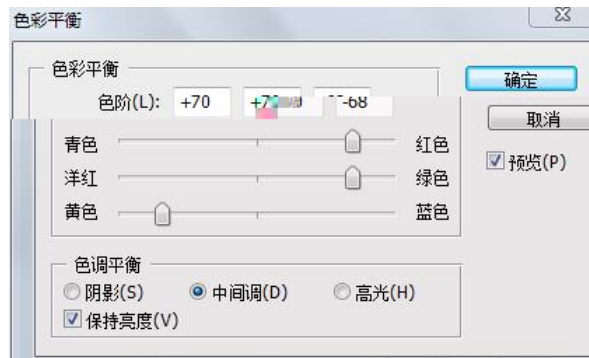 色彩平衡
色彩平衡
确定
色阶(L): +70 -68
取消
青色 红色
预览(P)
洋红 绿色
黄色 蓝色
色调平衡
阴影(S) 中间调(D) 高光(H)
保持亮度(V)